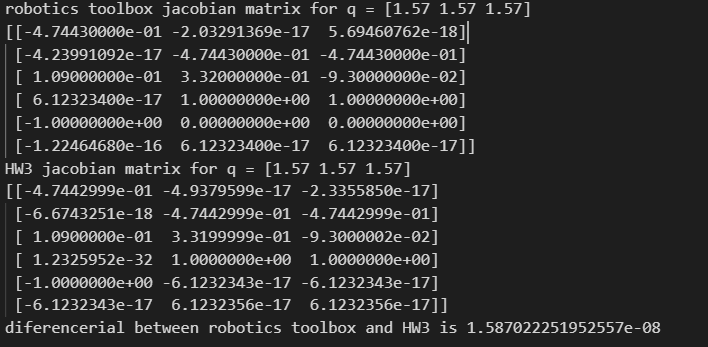 robotics toolbox jacobian matrix for q = [1.57 1.57 1.57]
[[-4.74430000e-01 -2.03291369e-17  5.69460762e-18]
 [-4.23991092e-17 -4.74430000e-01 -4.74430000e-01]
 [ 1.09000000e-01  3.32000000e-01 -9.30000000e-02]
 [ 6.12323400e-17  1.00000000e+00  1.00000000e+00]
 [-1.00000000e+00  0.00000000e+00  0.00000000e+00]
 [-1.22464680e-16  6.12323400e-17  6.12323400e-17]]
HW3 jacobian matrix for q = [1.57 1.57 1.57]
[[-4.7442999e-01 -4.9379599e-17 -2.3355850e-17]
 [-6.6743251e-18 -4.7442999e-01 -4.7442999e-01]
 [ 1.0900000e-01  3.3199999e-01 -9.3000002e-02]
 [ 1.2325952e-32  1.0000000e+00  1.0000000e+00]
 [-1.0000000e+00 -6.1232343e-17 -6.1232343e-17]
 [-6.1232343e-17  6.1232356e-17  6.1232356e-17]]
diferencerial between robotics toolbox and HW3 is 1.587022251952557e-08